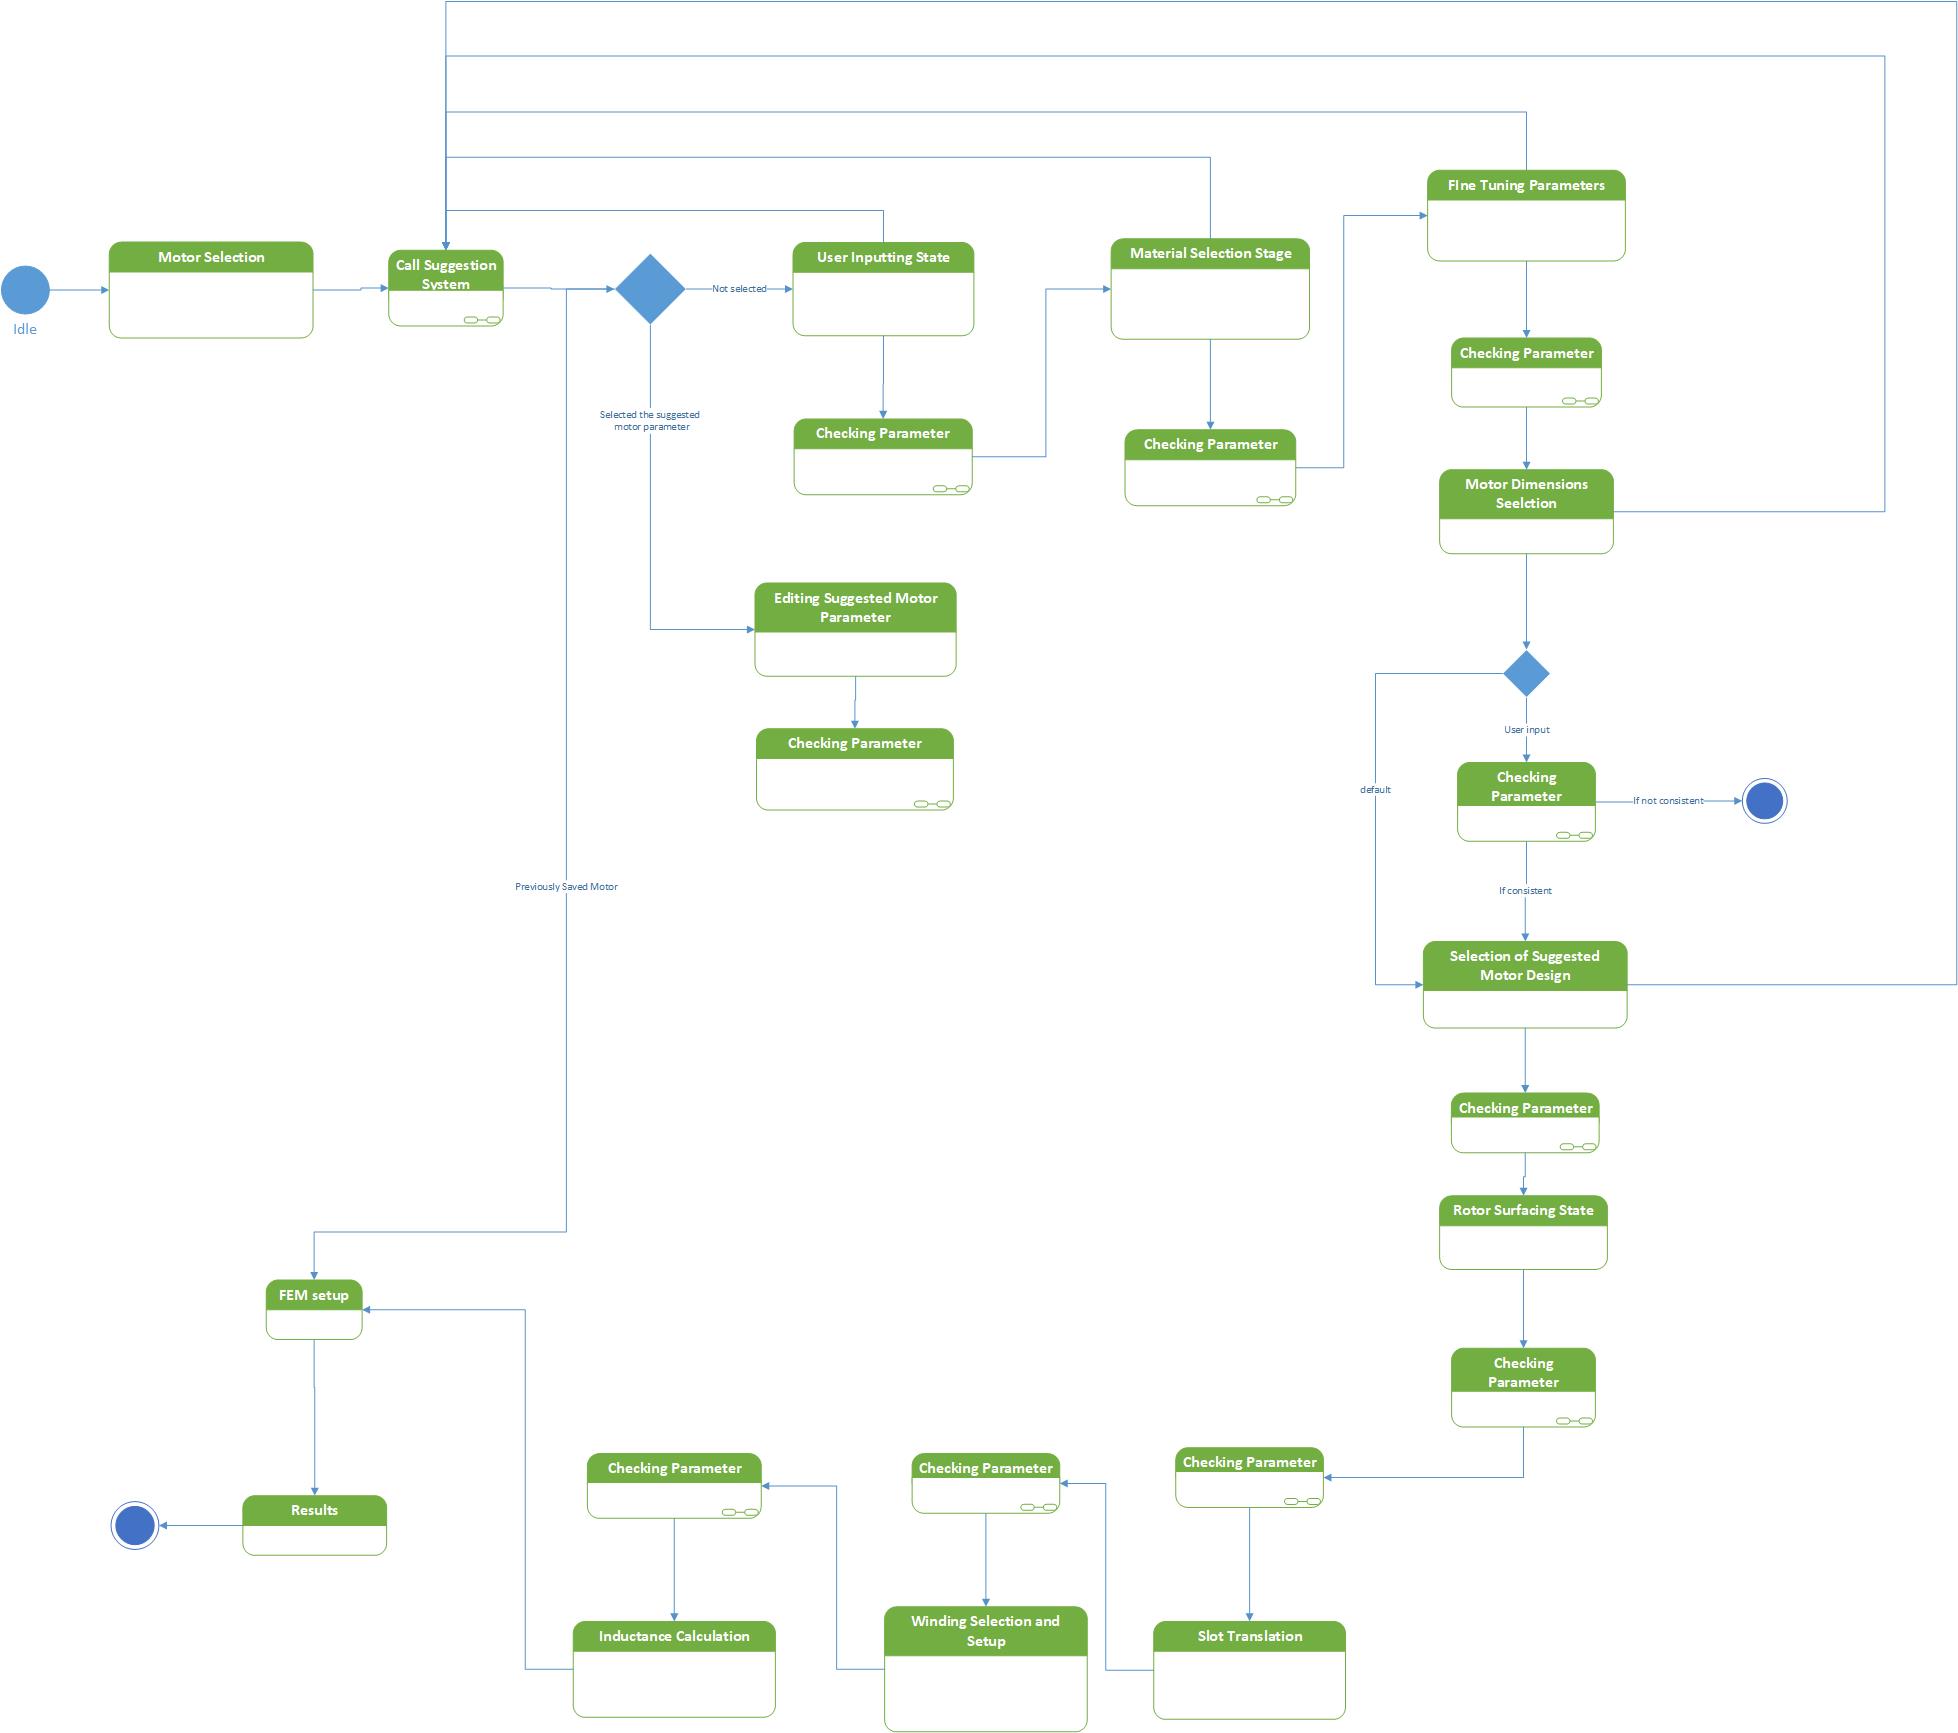 FIne Tuning Parameters
Motor Selection
Call Suggestion
System
User Inputting State
Material Selection Stage
Idle
Not selected
Checking Parameter
Selected the suggested
motor parameter
Checking Parameter
Checking Parameter
Motor Dimensions
Seelction
Editing Suggested Motor
Parameter
Checking Parameter
User input
default
Checking
Parameter
If not consistent
If consistent
Previously Saved Motor
Selection of Suggested
Motor Design
Checking Parameter
Rotor Surfacing State
FEM setup
Checking
Parameter
Checking Parameter
Checking Parameter
Checking Parameter
Results
Inductance Calculation
Winding Selection and
Setup
Slot Translation